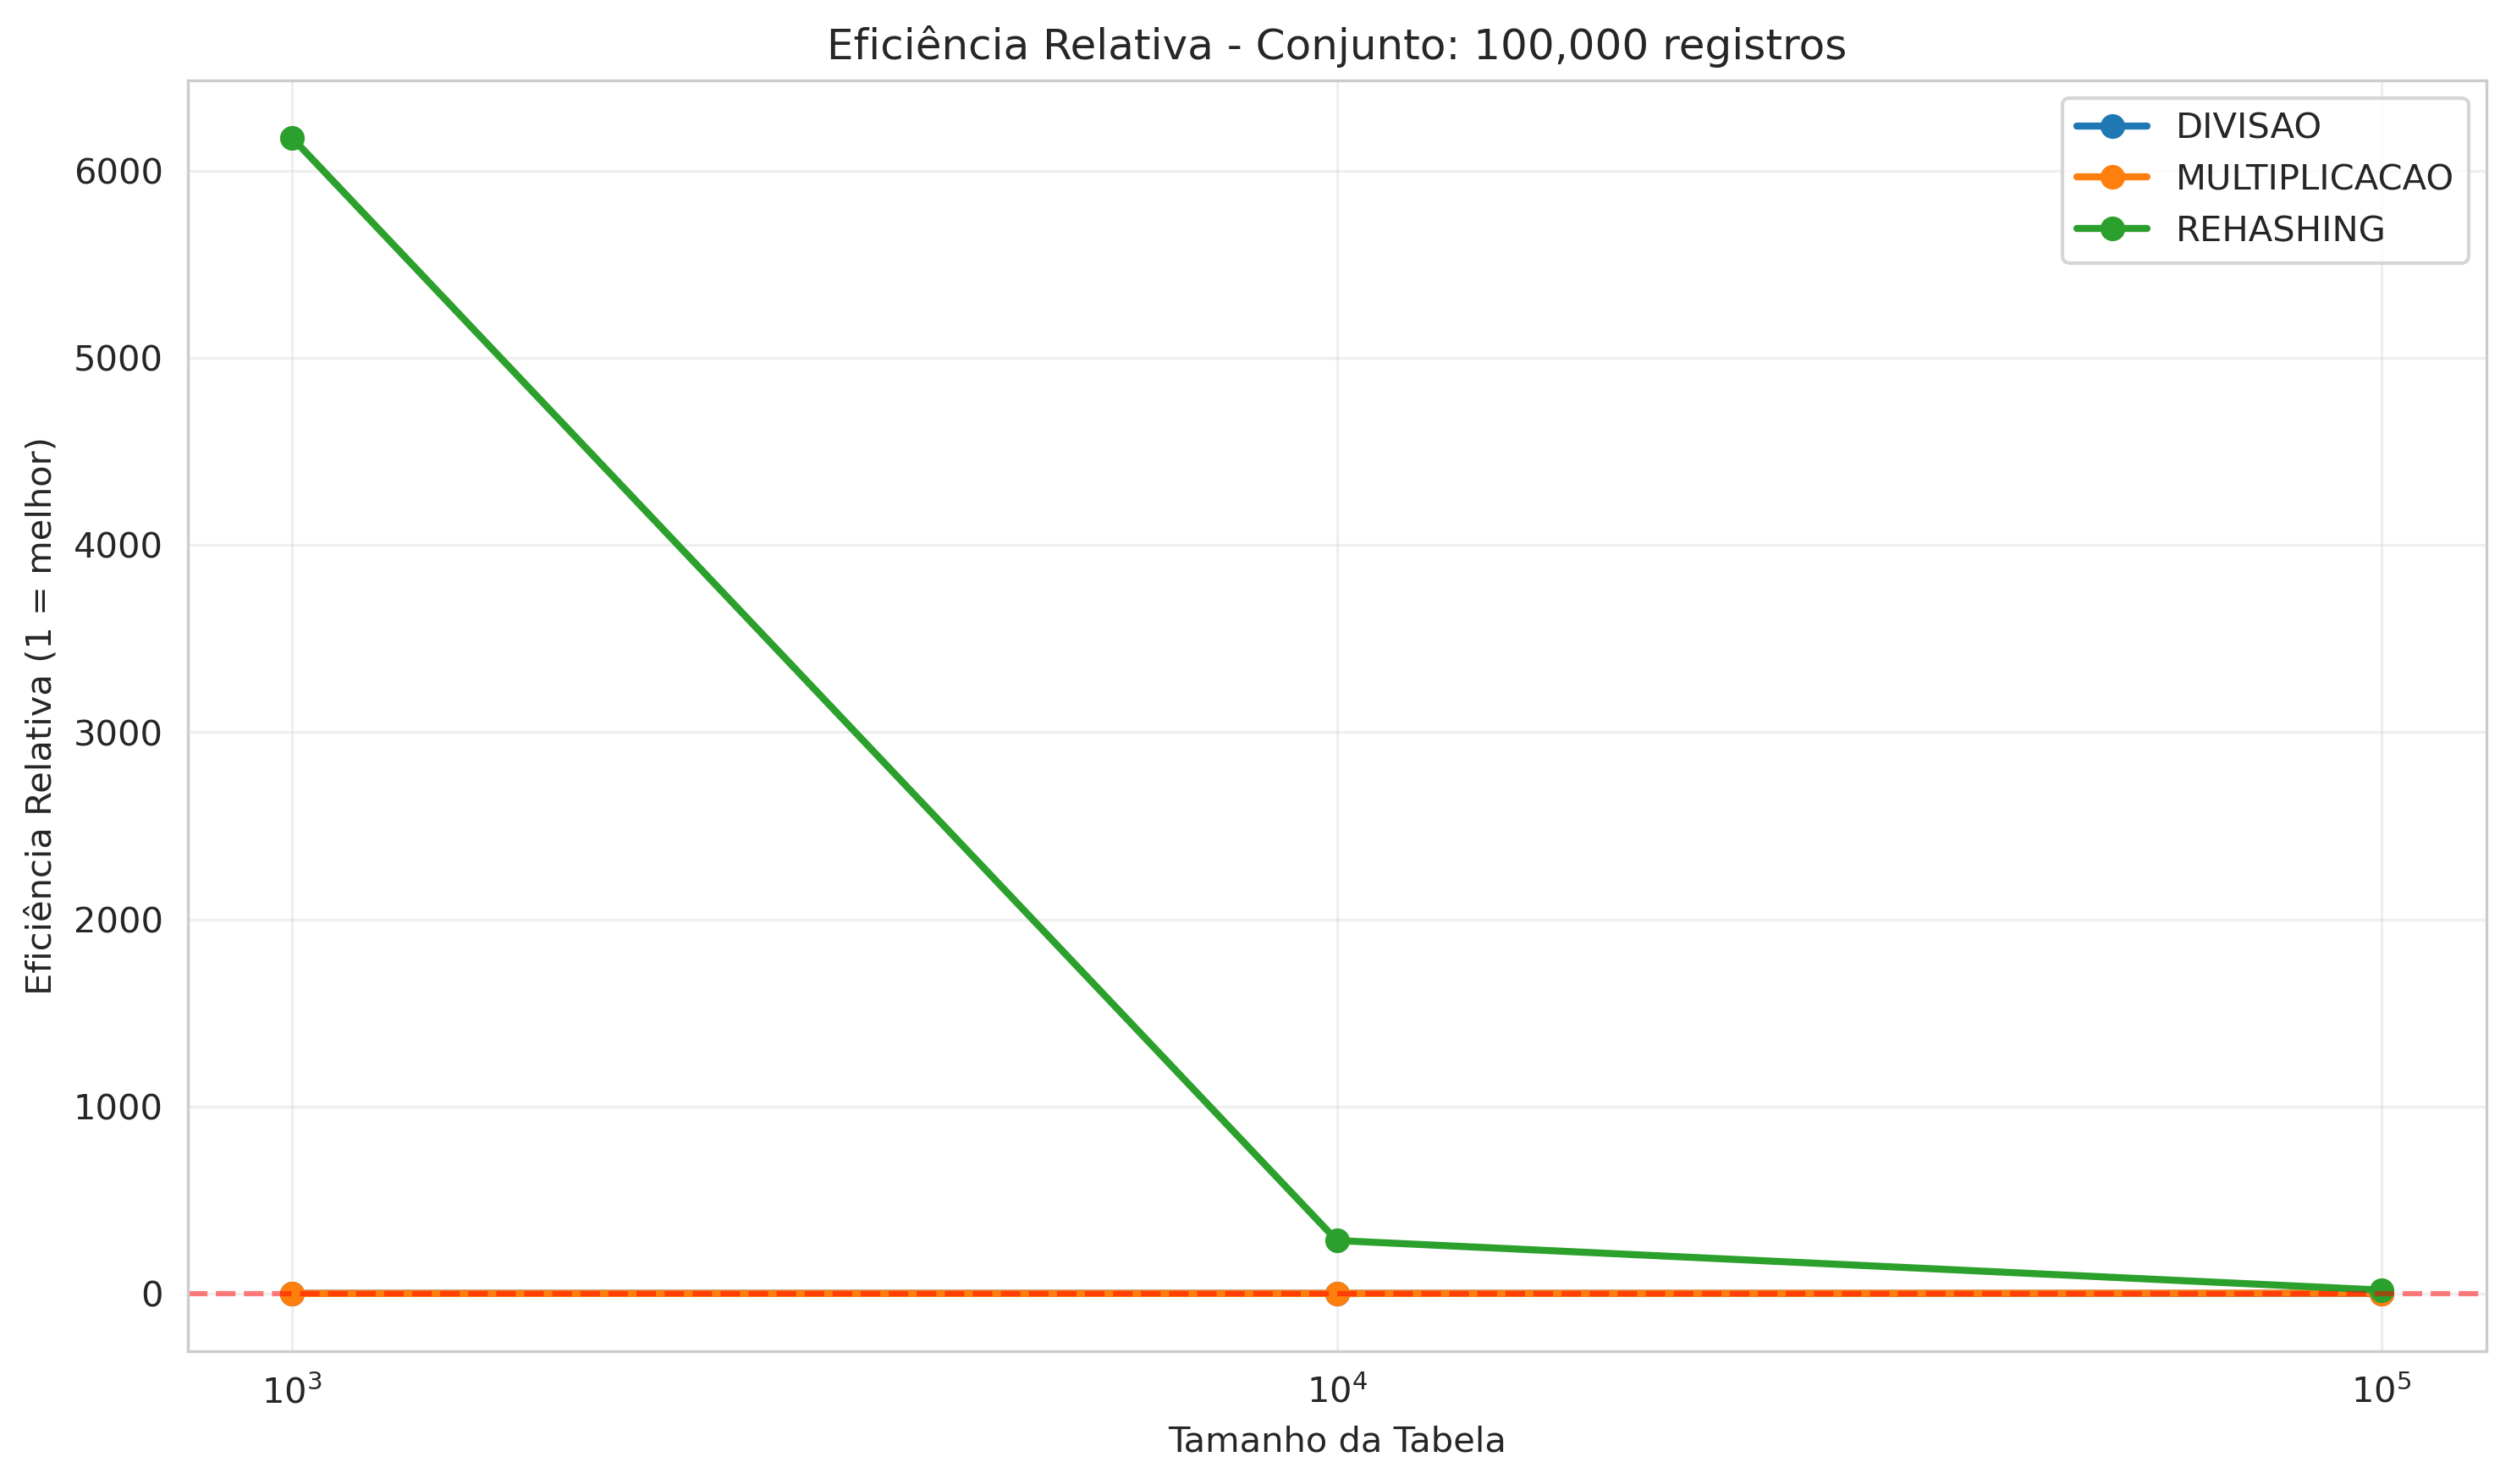 Eficiência Relativa - Conjunto: 100,000 registros
DIVISAO
MULTIPLICACAO
REHASHING
Eficiência Relativa (1 = melhor)
6000
5000
4000
3000
2000
1000
0
10³
10⁴
10⁵
Tamanho da Tabela